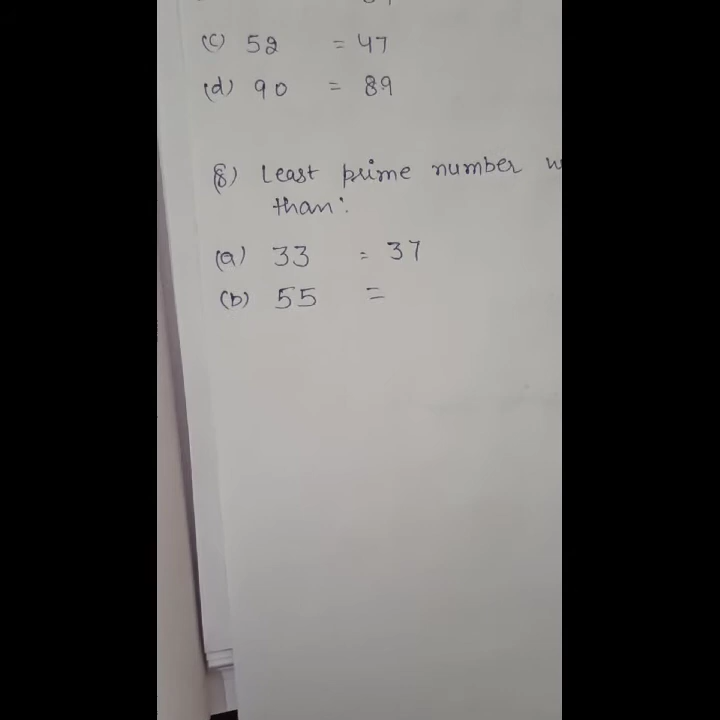 (c) 52 = 47
(d) 90 = 89
(8) Least prime number
than:
(a) 33 = 37
(b) 55 =